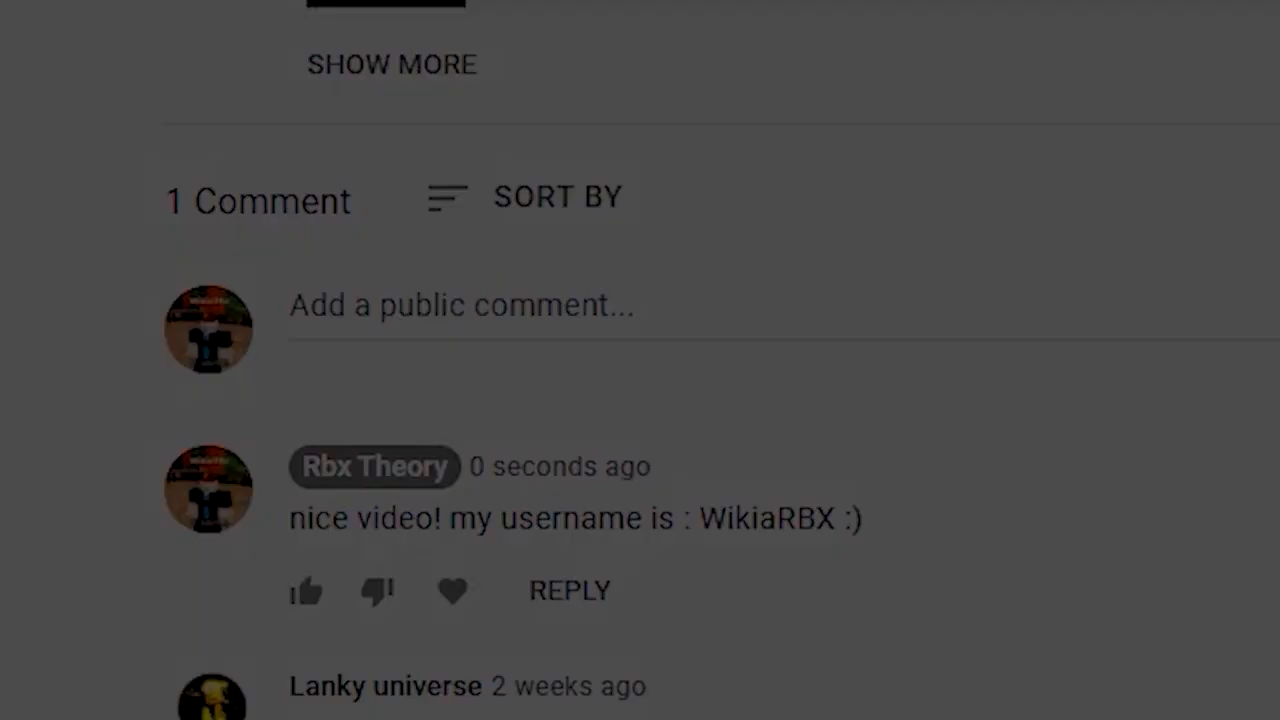 SHOW MORE
1 Comment
SORT BY
Add a public comment...
Rbx Theory 0 seconds ago
nice video! my username is : WikiaRBX :)
REPLY
Lanky universe 2 weeks ago